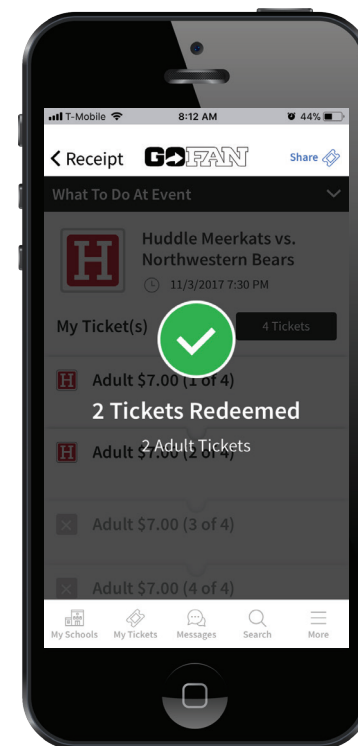 T-Mobile 8:12 AM 44%
Receipt GOFAN Share
What To Do At Event
H Huddle Meerkats vs.
Northwestern Bears
11/3/2017 7:30 PM
My Ticket(s) 4 Tickets
H Adult $7.00 (1 of 4)
2 Tickets Redeemed
2 Adult Tickets
H Adult $7.00 (2 of 4)
Adult $7.00 (3 of 4)
Adult $7.00 (4 of 4)
My Schools My Tickets Messages Search More